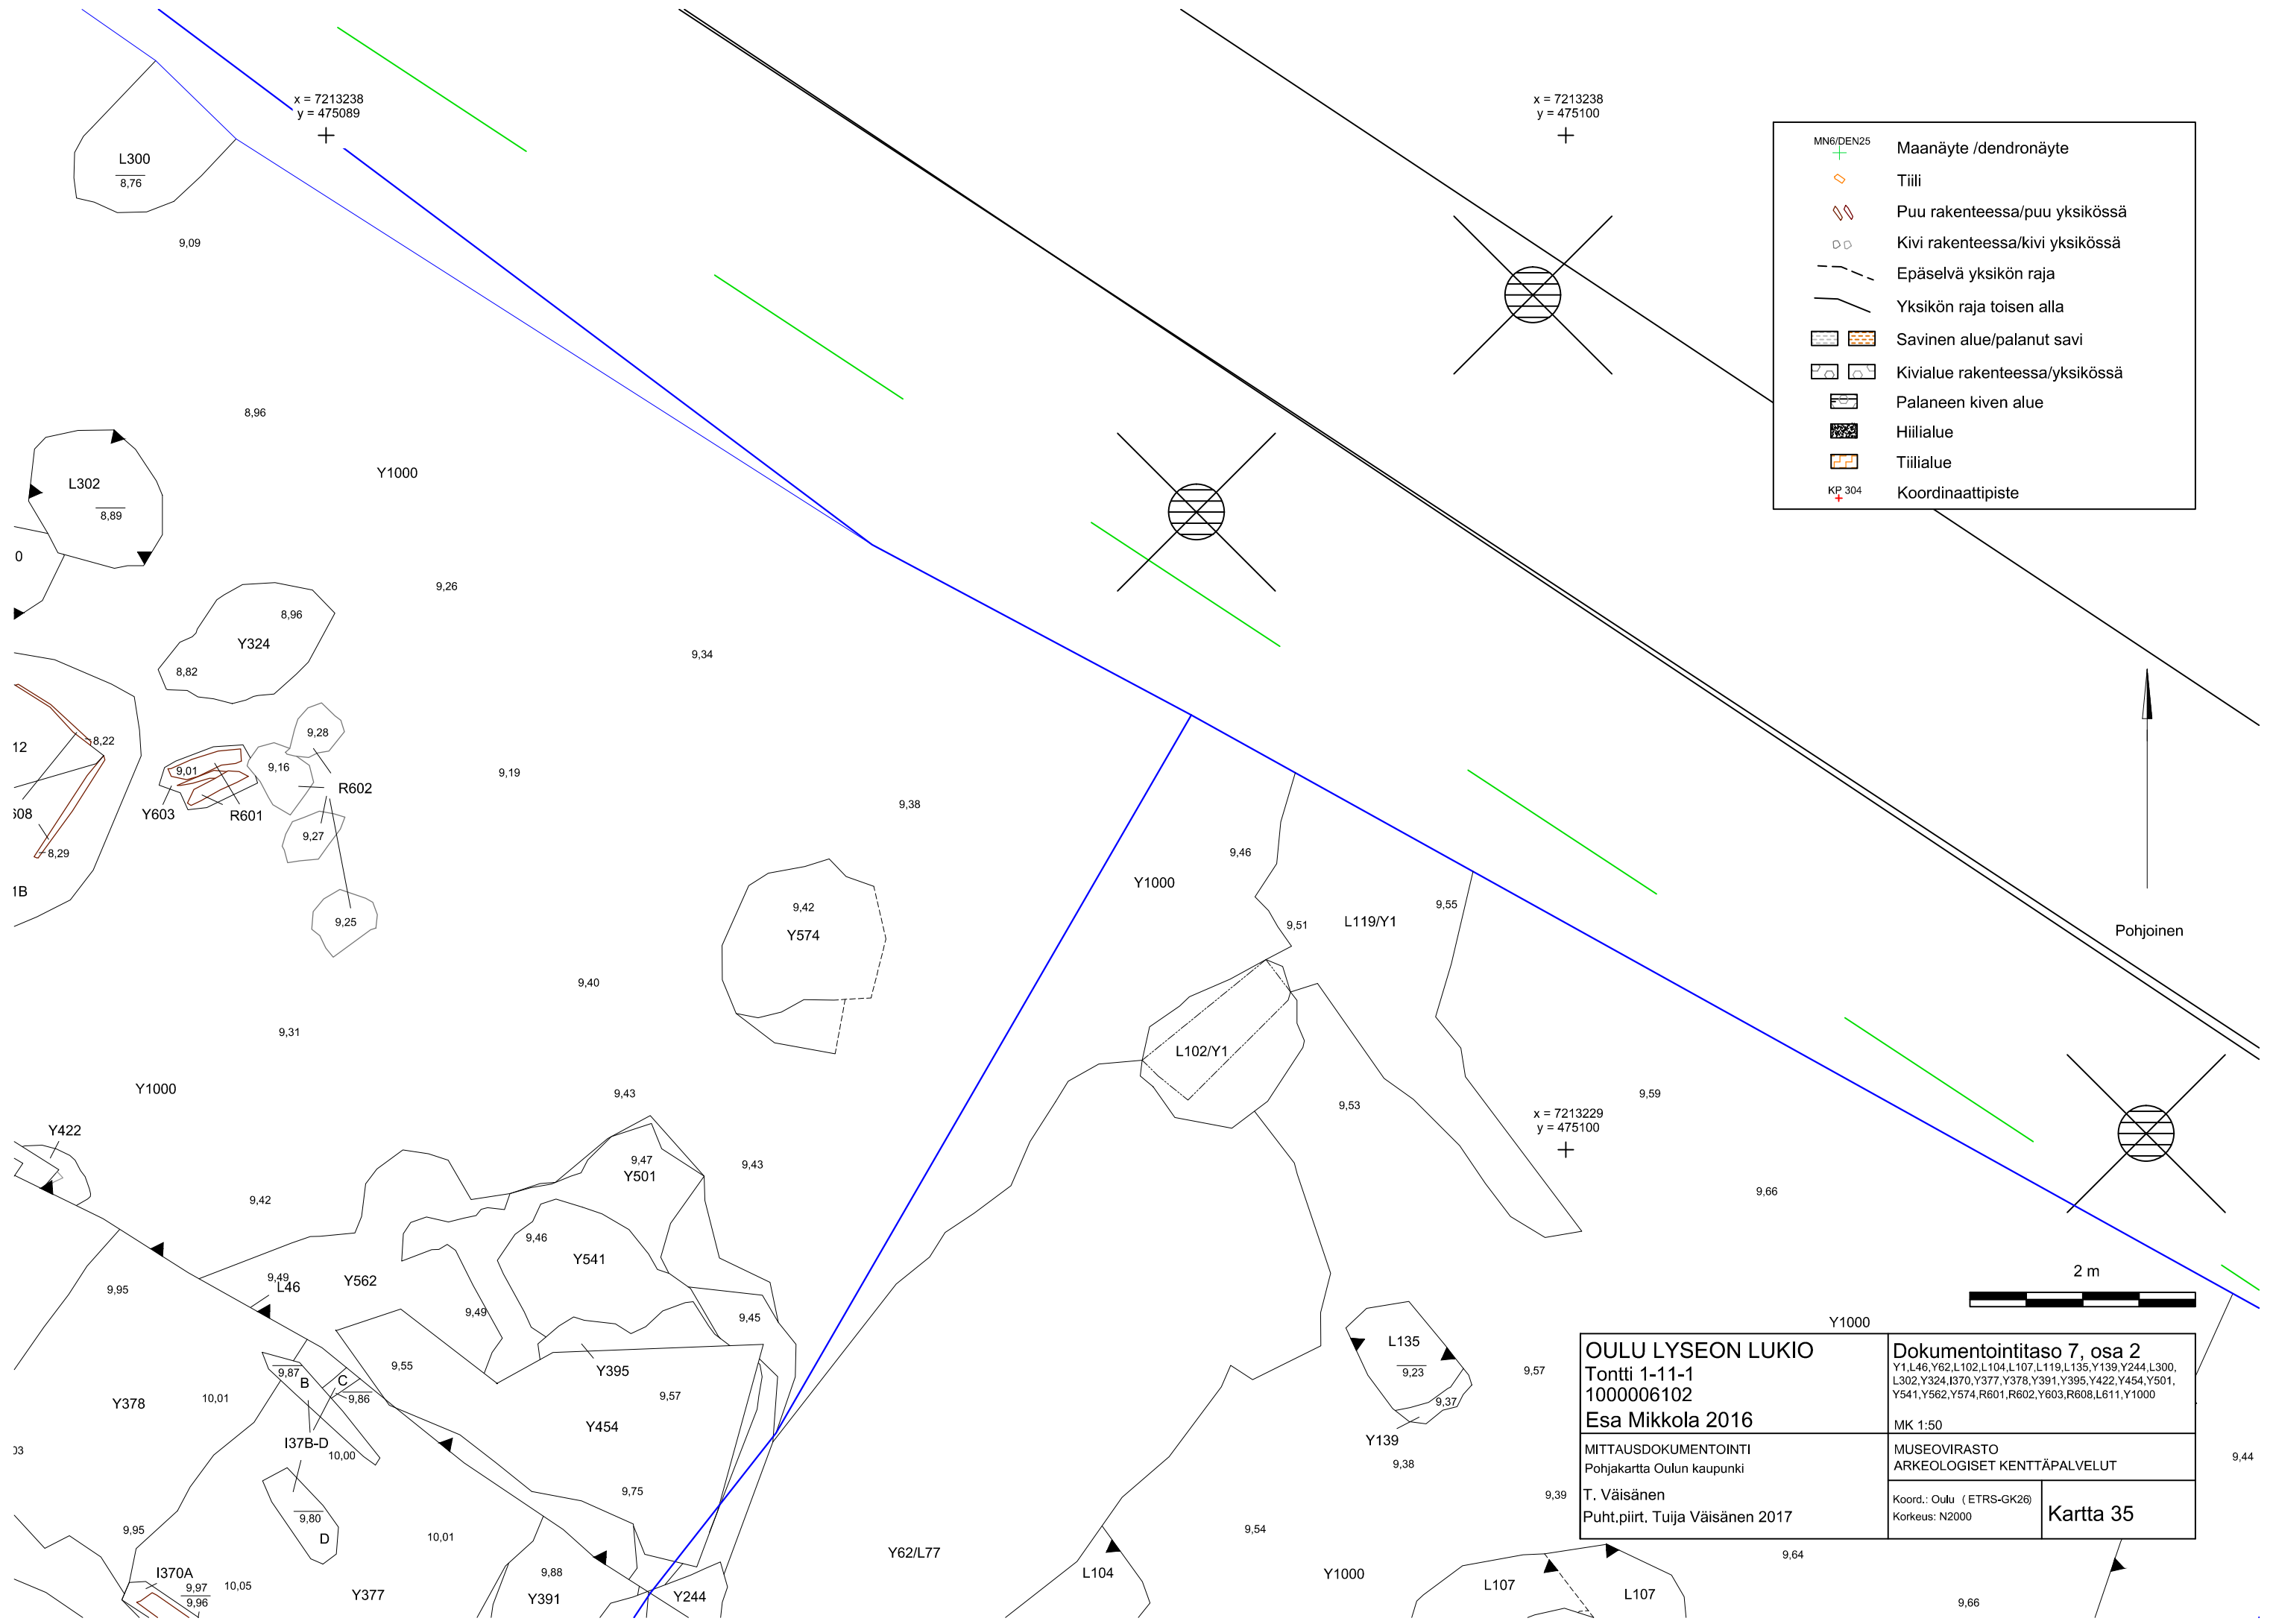 x = 7213238
y = 475089
x = 7213238
y = 475100
L300
8,76
9,09
8,96
Y1000
L302
8,89
0
9,26
8,96
Y324
8,82
9,34
9,28
12
8,22
9,01
9,16
9,19
R602
Y603
R601
608
9,27
8,29
9,38
1B
9,25
9,42
Y574
9,46
Y1000
9,55
9,51
L119/Y1
9,40
9,31
L102/Y1
Y1000
9,43
9,53
9,59
x = 7213229
y = 475100
Y422
9,47
Y501
9,43
9,42
9,66
9,46
Y541
9,49
L46
Y562
9,95
9,49
9,45
Y1000
L135
9,23
9,57
9,37
Y139
9,38
9,87
B
C
9,86
9,55
Y395
9,57
Y378
10,01
Y454
I37B-D
10,00
03
9,80
D
9,75
9,39
9,44
9,95
10,01
9,54
Y62/L77
9,64
I370A
9,97
9,96
10,05
Y377
9,88
Y391
Y244
L104
Y1000
L107
L107
9,66
MN6/DEN25
Maanäyte /dendronäyte
Tiili
Puu rakenteessa/puu yksikössä
Kivi rakenteessa/kivi yksikössä
Epäselvä yksikön raja
Yksikön raja toisen alla
Savinen alue/palanut savi
Kivialue rakenteessa/yksikössä
Palaneen kiven alue
Hiilialue
Tiilialue
KP 304
Koordinaattipiste
Pohjoinen
2 m
OULU LYSEON LUKIO
Tontti 1-11-1
1000006102
Esa Mikkola 2016
MITTAUSDOKUMENTOINTI
Pohjakartta Oulun kaupunki
T. Väisänen
Puht.piirt. Tuija Väisänen 2017
Dokumentointitaso 7, osa 2
Y1,L46,Y62,L102,L104,L107,L119,L135,Y139,Y244,L300,
L302,Y324,I370,Y377,Y378,Y391,Y395,Y422,Y454,Y501,
Y541,Y562,Y574,R601,R602,Y603,R608,L611,Y1000
MK 1:50
MUSEOVIRASTO
ARKEOLOGISET KENTTÄPALVELUT
Koord.: Oulu (ETRS-GK26)
Korkeus: N2000
Kartta 35